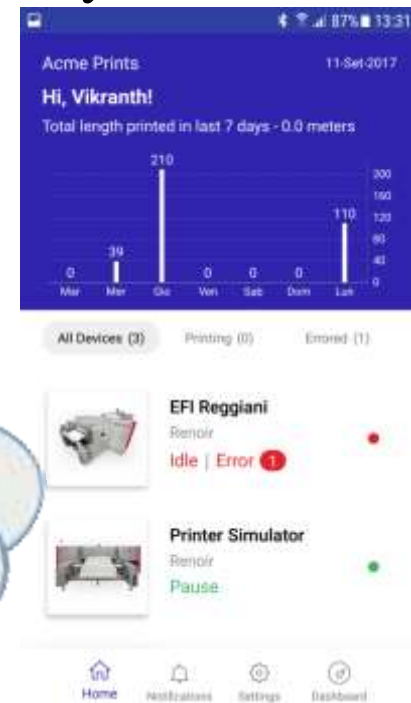 87% 13:31
Acme Prints 11-Set-2017
Hi, Vikranth!
Total length printed in last 7 days - 0.0 meters
210
200
160
110 120
39 80
40
0 0 0 0 0
Mar Mer Gio Ven Sab Dom Lun
All Devices (3) Printing (0) Errored (1)
EFI Reggiani
Renoir
Idle | Error 1
Printer Simulator
Renoir
Pause
Home Notifications Settings Dashboard